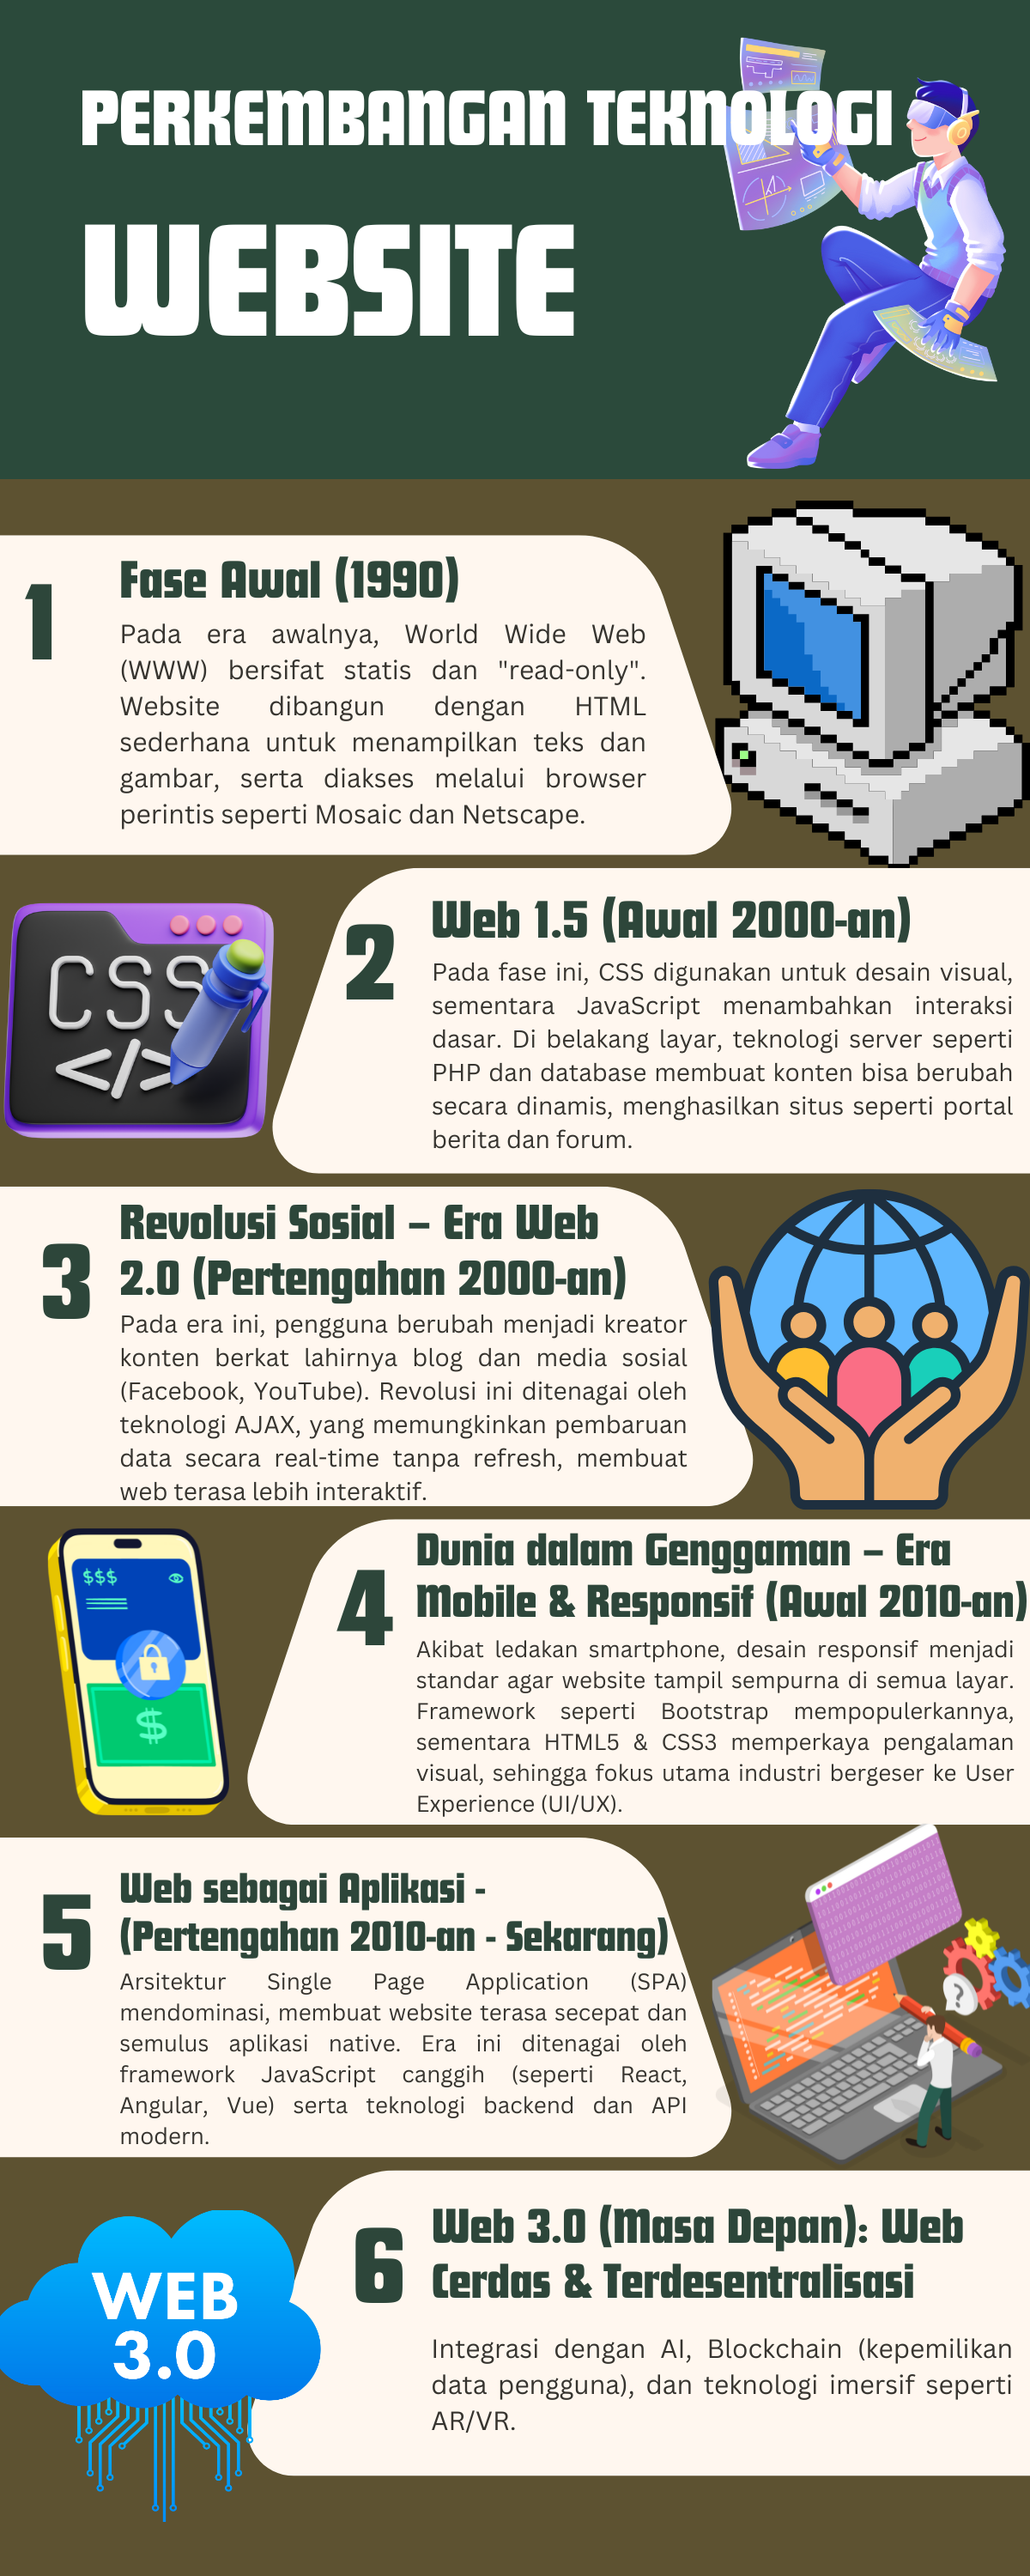 PERKEMBANGAN TEKNOLOGI
WEBSITE
1
Fase Awal (1990)
Pada era awalnya, World Wide Web
(WWW) bersifat statis dan "read-only".
Website dibangun dengan HTML
sederhana untuk menampilkan teks dan
gambar, serta diakses melalui browser
perintis seperti Mosaic dan Netscape.
CSS
</>
2
Web 1.5 (Awal 2000-an)
Pada fase ini, CSS digunakan untuk desain visual,
sementara JavaScript menambahkan interaksi
dasar. Di belakang layar, teknologi server seperti
PHP dan database membuat konten bisa berubah
secara dinamis, menghasilkan situs seperti portal
berita dan forum.
3
Revolusi Sosial – Era Web
2.0 (Pertengahan 2000-an)
Pada era ini, pengguna berubah menjadi kreator
konten berkat lahirnya blog dan media sosial
(Facebook, YouTube). Revolusi ini ditenagai oleh
teknologi AJAX, yang memungkinkan pembaruan
data secara real-time tanpa refresh, membuat
web terasa lebih interaktif.
$$$
$
4
Dunia dalam Genggaman – Era
Mobile & Responsif (Awal 2010-an)
Akibat ledakan smartphone, desain responsif menjadi
standar agar website tampil sempurna di semua layar.
Framework seperti Bootstrap mempopulerkannya,
sementara HTML5 & CSS3 memperkaya pengalaman
visual, sehingga fokus utama industri bergeser ke User
Experience (UI/UX).
5
Web sebagai Aplikasi -
(Pertengahan 2010-an - Sekarang)
Arsitektur Single Page Application (SPA)
mendominasi, membuat website terasa secepat dan
semulus aplikasi native. Era ini ditenagai oleh
framework JavaScript canggih (seperti React,
Angular, Vue) serta teknologi backend dan API
modern.
?
WEB
3.0
6
Web 3.0 (Masa Depan): Web
Cerdas & Terdesentralisasi
Integrasi dengan AI, Blockchain (kepemilikan
data pengguna), dan teknologi imersif seperti
AR/VR.